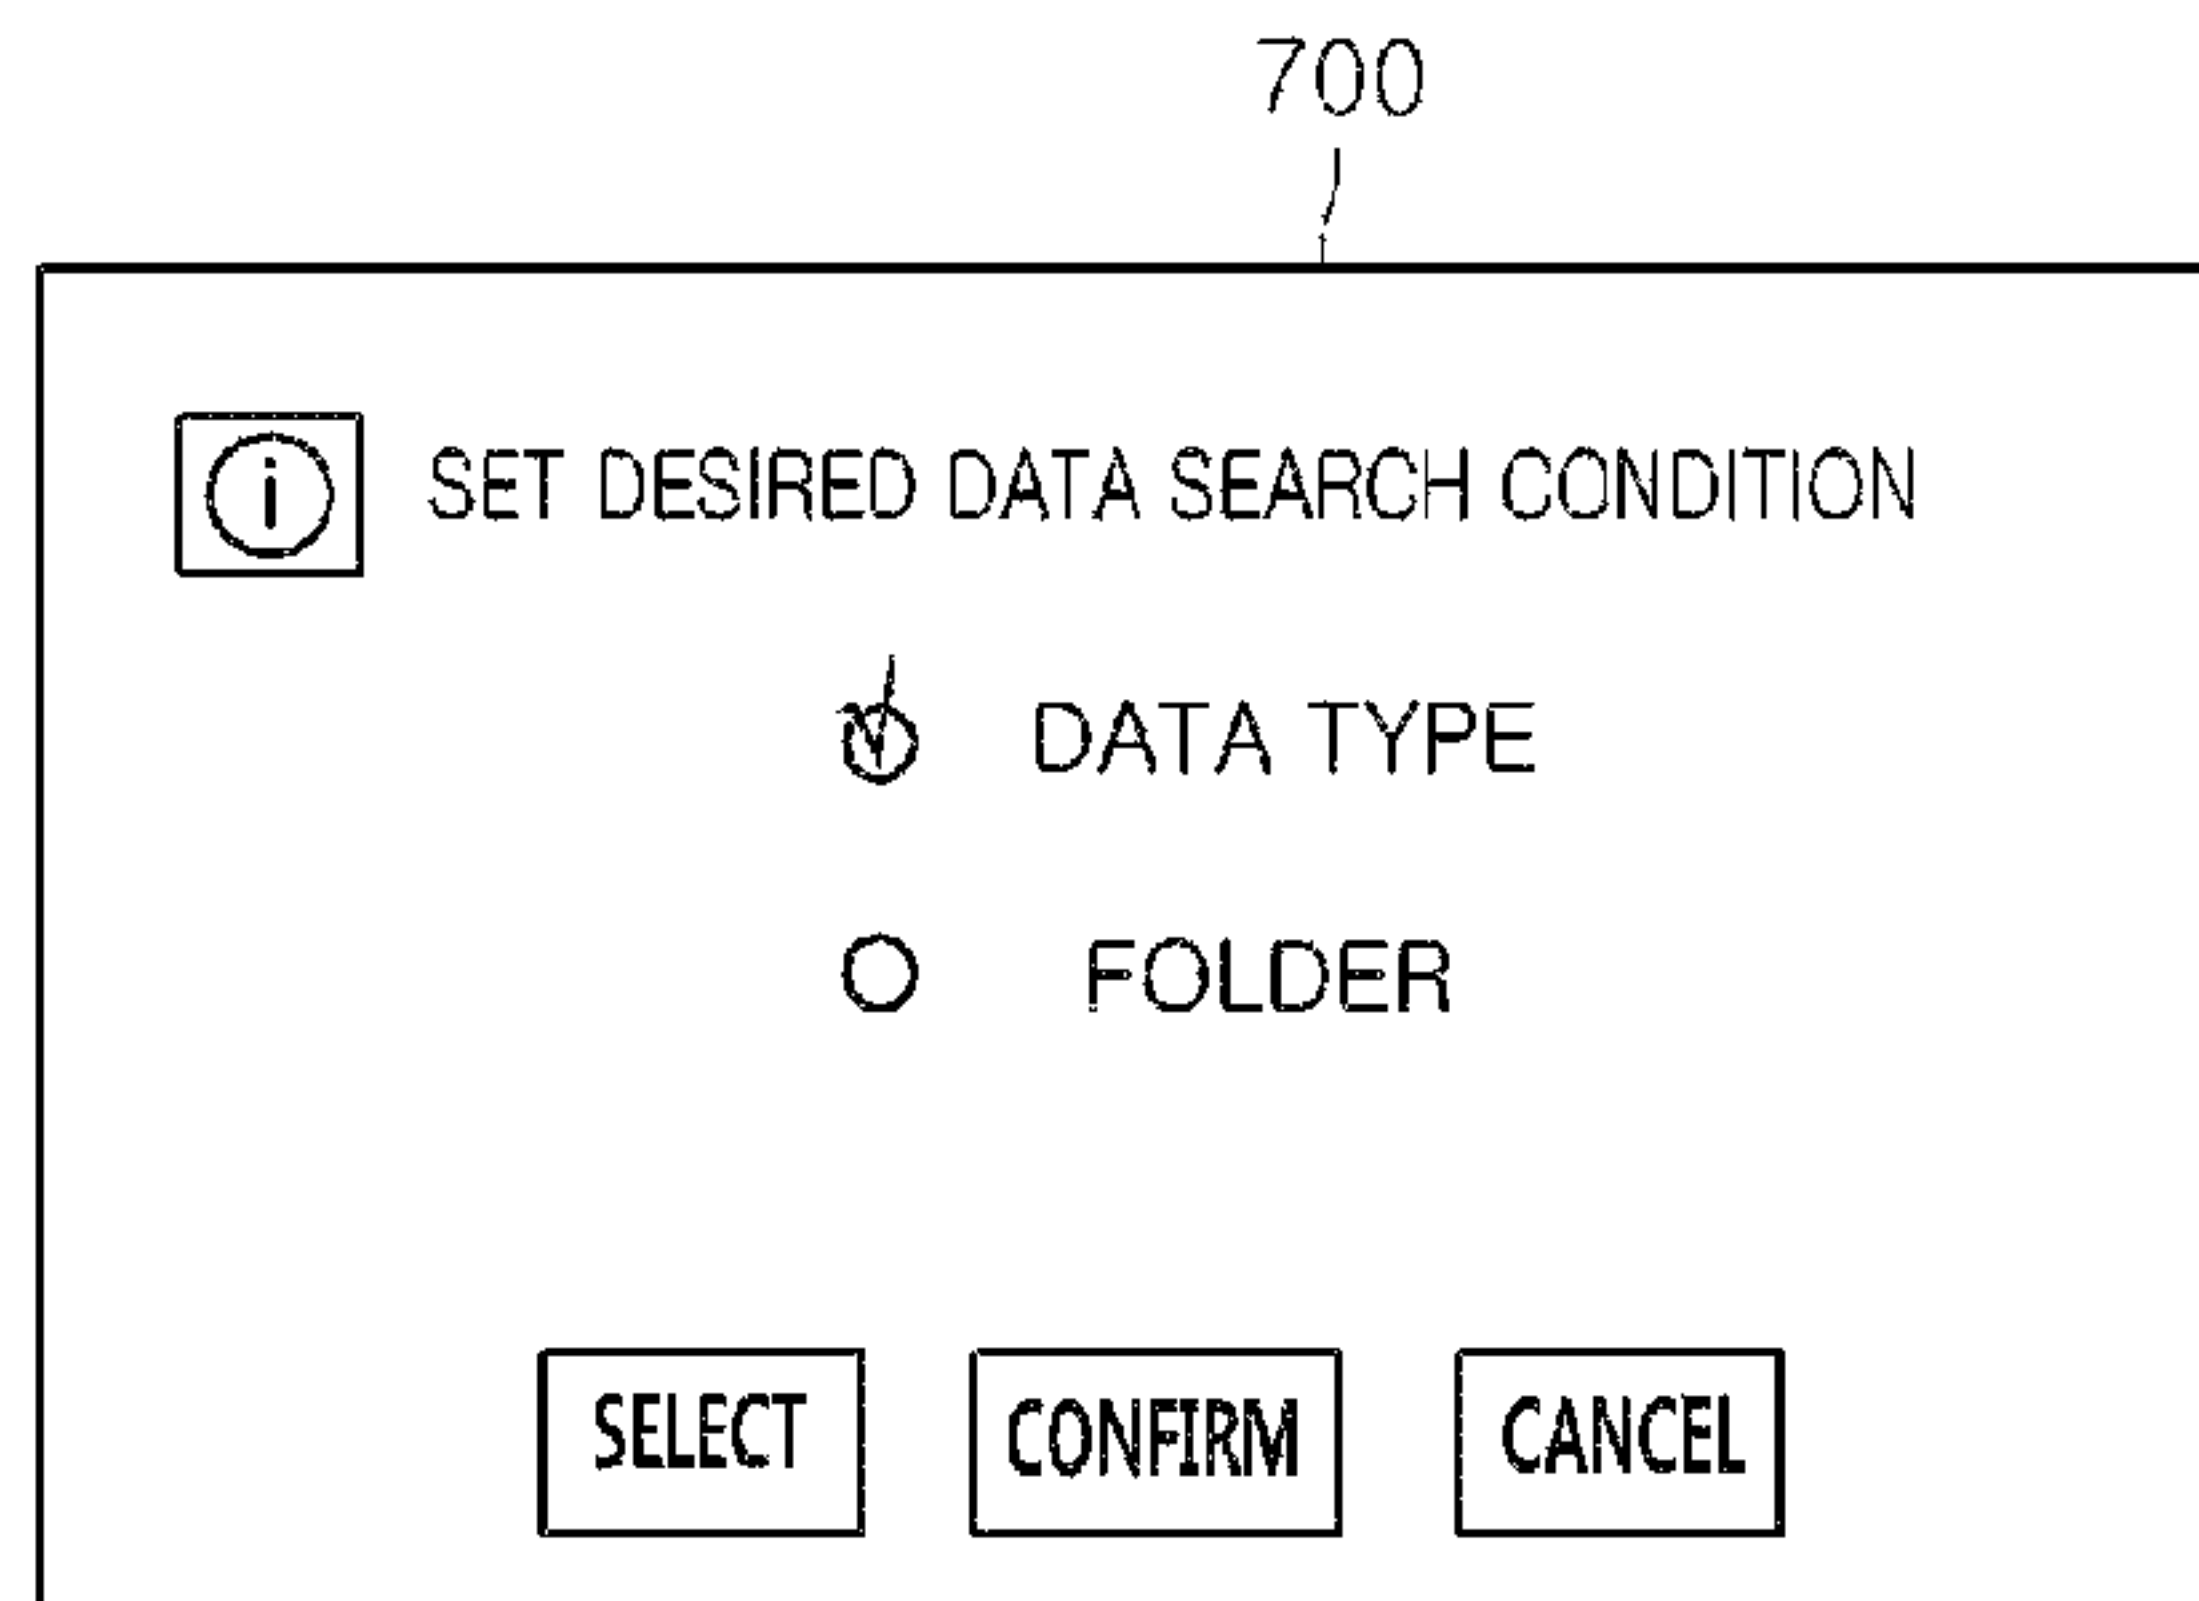 700
i SET DESIRED DATA SEARCH CONDITION
DATA TYPE
FOLDER
SELECT CONFIRM CANCEL